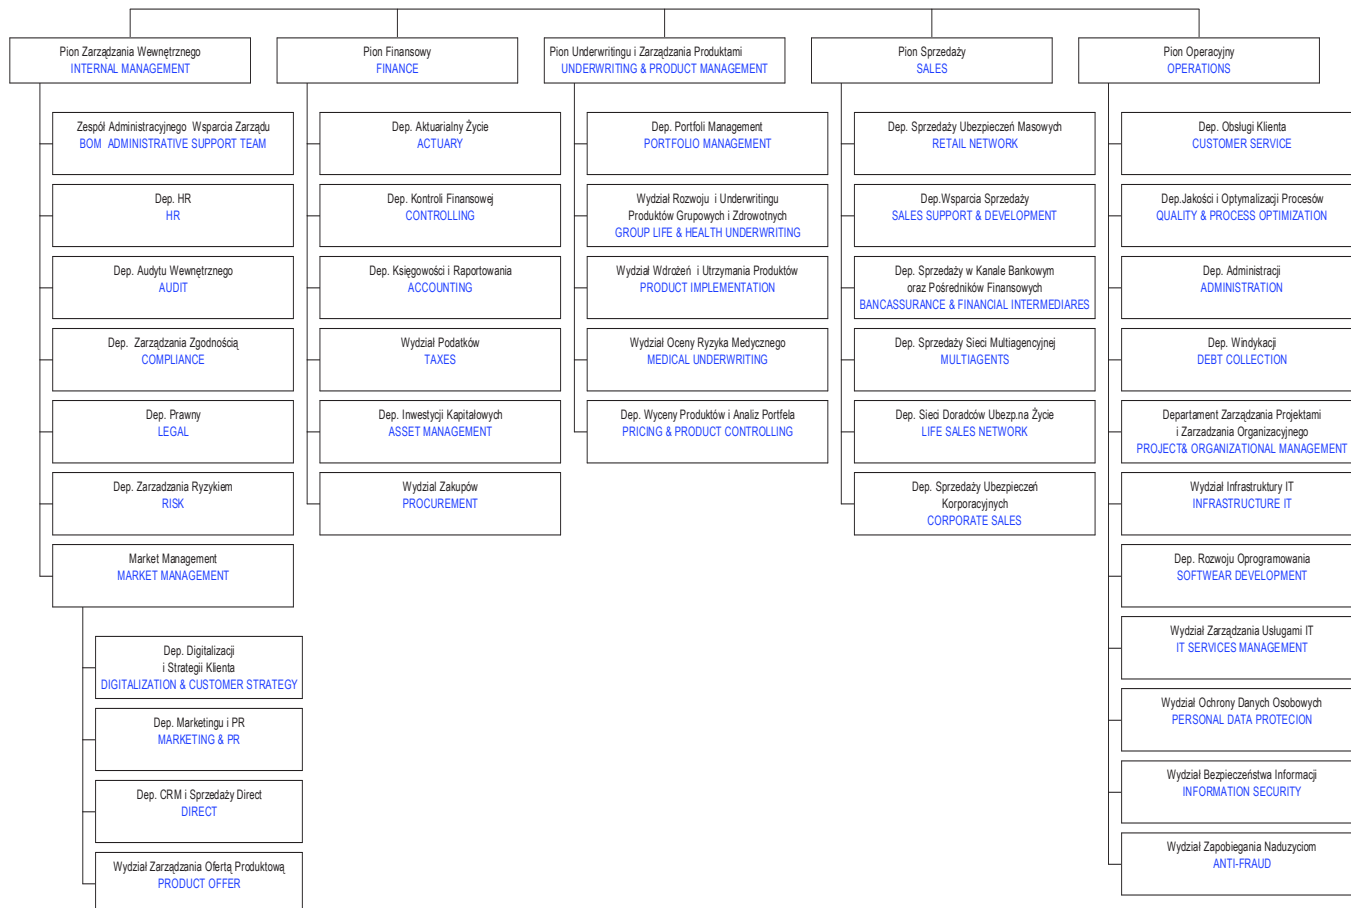 Pion Zarządzania Wewnętrznego
INTERNAL MANAGEMENT
Zespół Administracyjnego Wsparcia Zarządu
BOM ADMINISTRATIVE SUPPORT TEAM
Dep. HR
HR
Dep. Audytu Wewnętrznego
AUDIT
Dep. Zarządzania Zgodnością
COMPLIANCE
Dep. Prawny
LEGAL
Dep. Zarzadzania Ryzykiem
RISK
Market Management
MARKET MANAGEMENT
Dep. Digitalizacji
i Strategii Klienta
DIGITALIZATION & CUSTOMER STRATEGY
Dep. Marketingu i PR
MARKETING & PR
Dep. CRM i Sprzedaży Direct
DIRECT
Wydział Zarządzania Ofertą Produktową
PRODUCT OFFER
Pion Finansowy
FINANCE
Dep. Aktuarialny Życie
ACTUARY
Dep. Kontroli Finansowej
CONTROLLING
Dep. Księgowości i Raportowania
ACCOUNTING
Wydział Podatków
TAXES
Dep. Inwestycji Kapitałowych
ASSET MANAGEMENT
Wydzial Zakupów
PROCUREMENT
Pion Underwritingu i Zarządzania Produktami
UNDERWRITING & PRODUCT MANAGEMENT
Dep. Portfoli Management
PORTFOLIO MANAGEMENT
Wydział Rozwoju i Underwritingu
Produktów Grupowych i Zdrowotnych
GROUP LIFE & HEALTH UNDERWRITING
Wydział Wdrożeń i Utrzymania Produktów
PRODUCT IMPLEMENTATION
Wydział Oceny Ryzyka Medycznego
MEDICAL UNDERWRITING
Dep. Wyceny Produktów i Analiz Portfela
PRICING & PRODUCT CONTROLLING
Pion Sprzedaży
SALES
Dep. Sprzedaży Ubezpieczeń Masowych
RETAIL NETWORK
Dep.Wsparcia Sprzedaży
SALES SUPPORT & DEVELOPMENT
Dep. Sprzedaży w Kanale Bankowym
oraz Pośredników Finansowych
BANCASSURANCE & FINANCIAL INTERMEDIARES
Dep. Sprzedaży Sieci Multiagencyjnej
MULTIAGENTS
Dep. Sieci Doradców Ubezp.na Życie
LIFE SALES NETWORK
Dep. Sprzedaży Ubezpieczeń
Korporacyjnych
CORPORATE SALES
Pion Operacyjny
OPERATIONS
Dep. Obsługi Klienta
CUSTOMER SERVICE
Dep.Jakości i Optymalizacji Procesów
QUALITY & PROCESS OPTIMIZATION
Dep. Administracji
ADMINISTRATION
Dep. Windykacji
DEBT COLLECTION
Departament Zarządzania Projektami
i Zarzadzania Organizacyjnego
PROJECT& ORGANIZATIONAL MANAGEMENT
Wydział Infrastruktury IT
INFRASTRUCTURE IT
Dep. Rozwoju Oprogramowania
SOFTWEAR DEVELOPMENT
Wydział Zarządzania Usługami IT
IT SERVICES MANAGEMENT
Wydział Ochrony Danych Osobowych
PERSONAL DATA PROTECION
Wydział Bezpieczeństwa Informacji
INFORMATION SECURITY
Wydział Zapobiegania Naduzyciom
ANTI-FRAUD